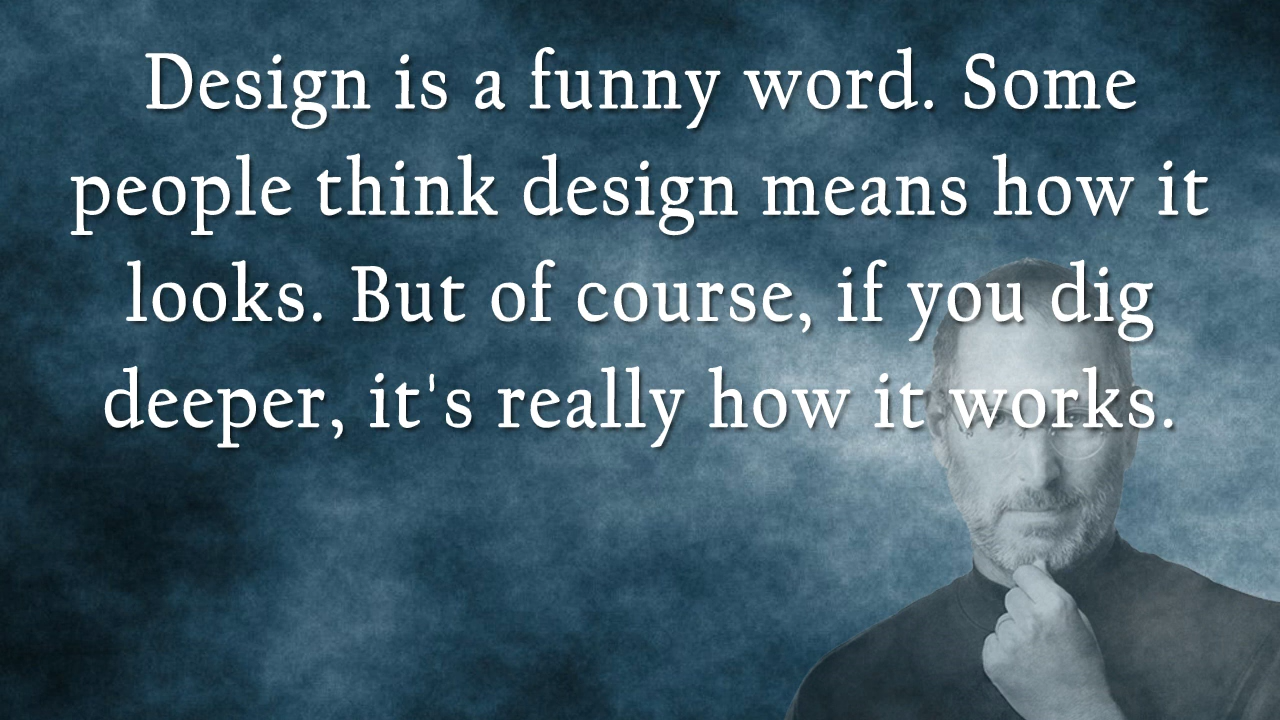 Design is a funny word. Some
people think design means how it
looks. But of course, if you dig
deeper, it's really how it works.